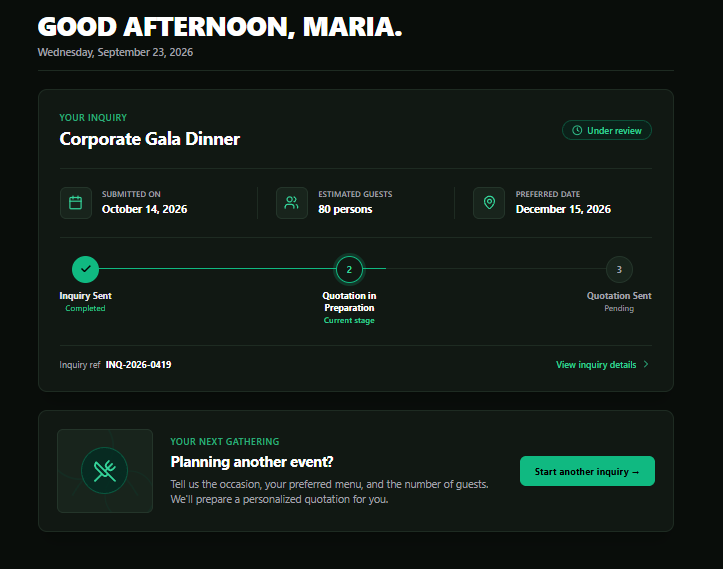 GOOD AFTERNOON, MARIA.
Wednesday, September 23, 2026
YOUR INQUIRY
Corporate Gala Dinner
Under review
SUBMITTED ON
October 14, 2026
ESTIMATED GUESTS
80 persons
PREFERRED DATE
December 15, 2026
2
3
Inquiry Sent
Completed
Quotation in
Preparation
Current stage
Quotation Sent
Pending
Inquiry ref INQ-2026-0419
View inquiry details
YOUR NEXT GATHERING
Planning another event?
Tell us the occasion, your preferred menu, and the number of guests.
We'll prepare a personalized quotation for you.
Start another inquiry →